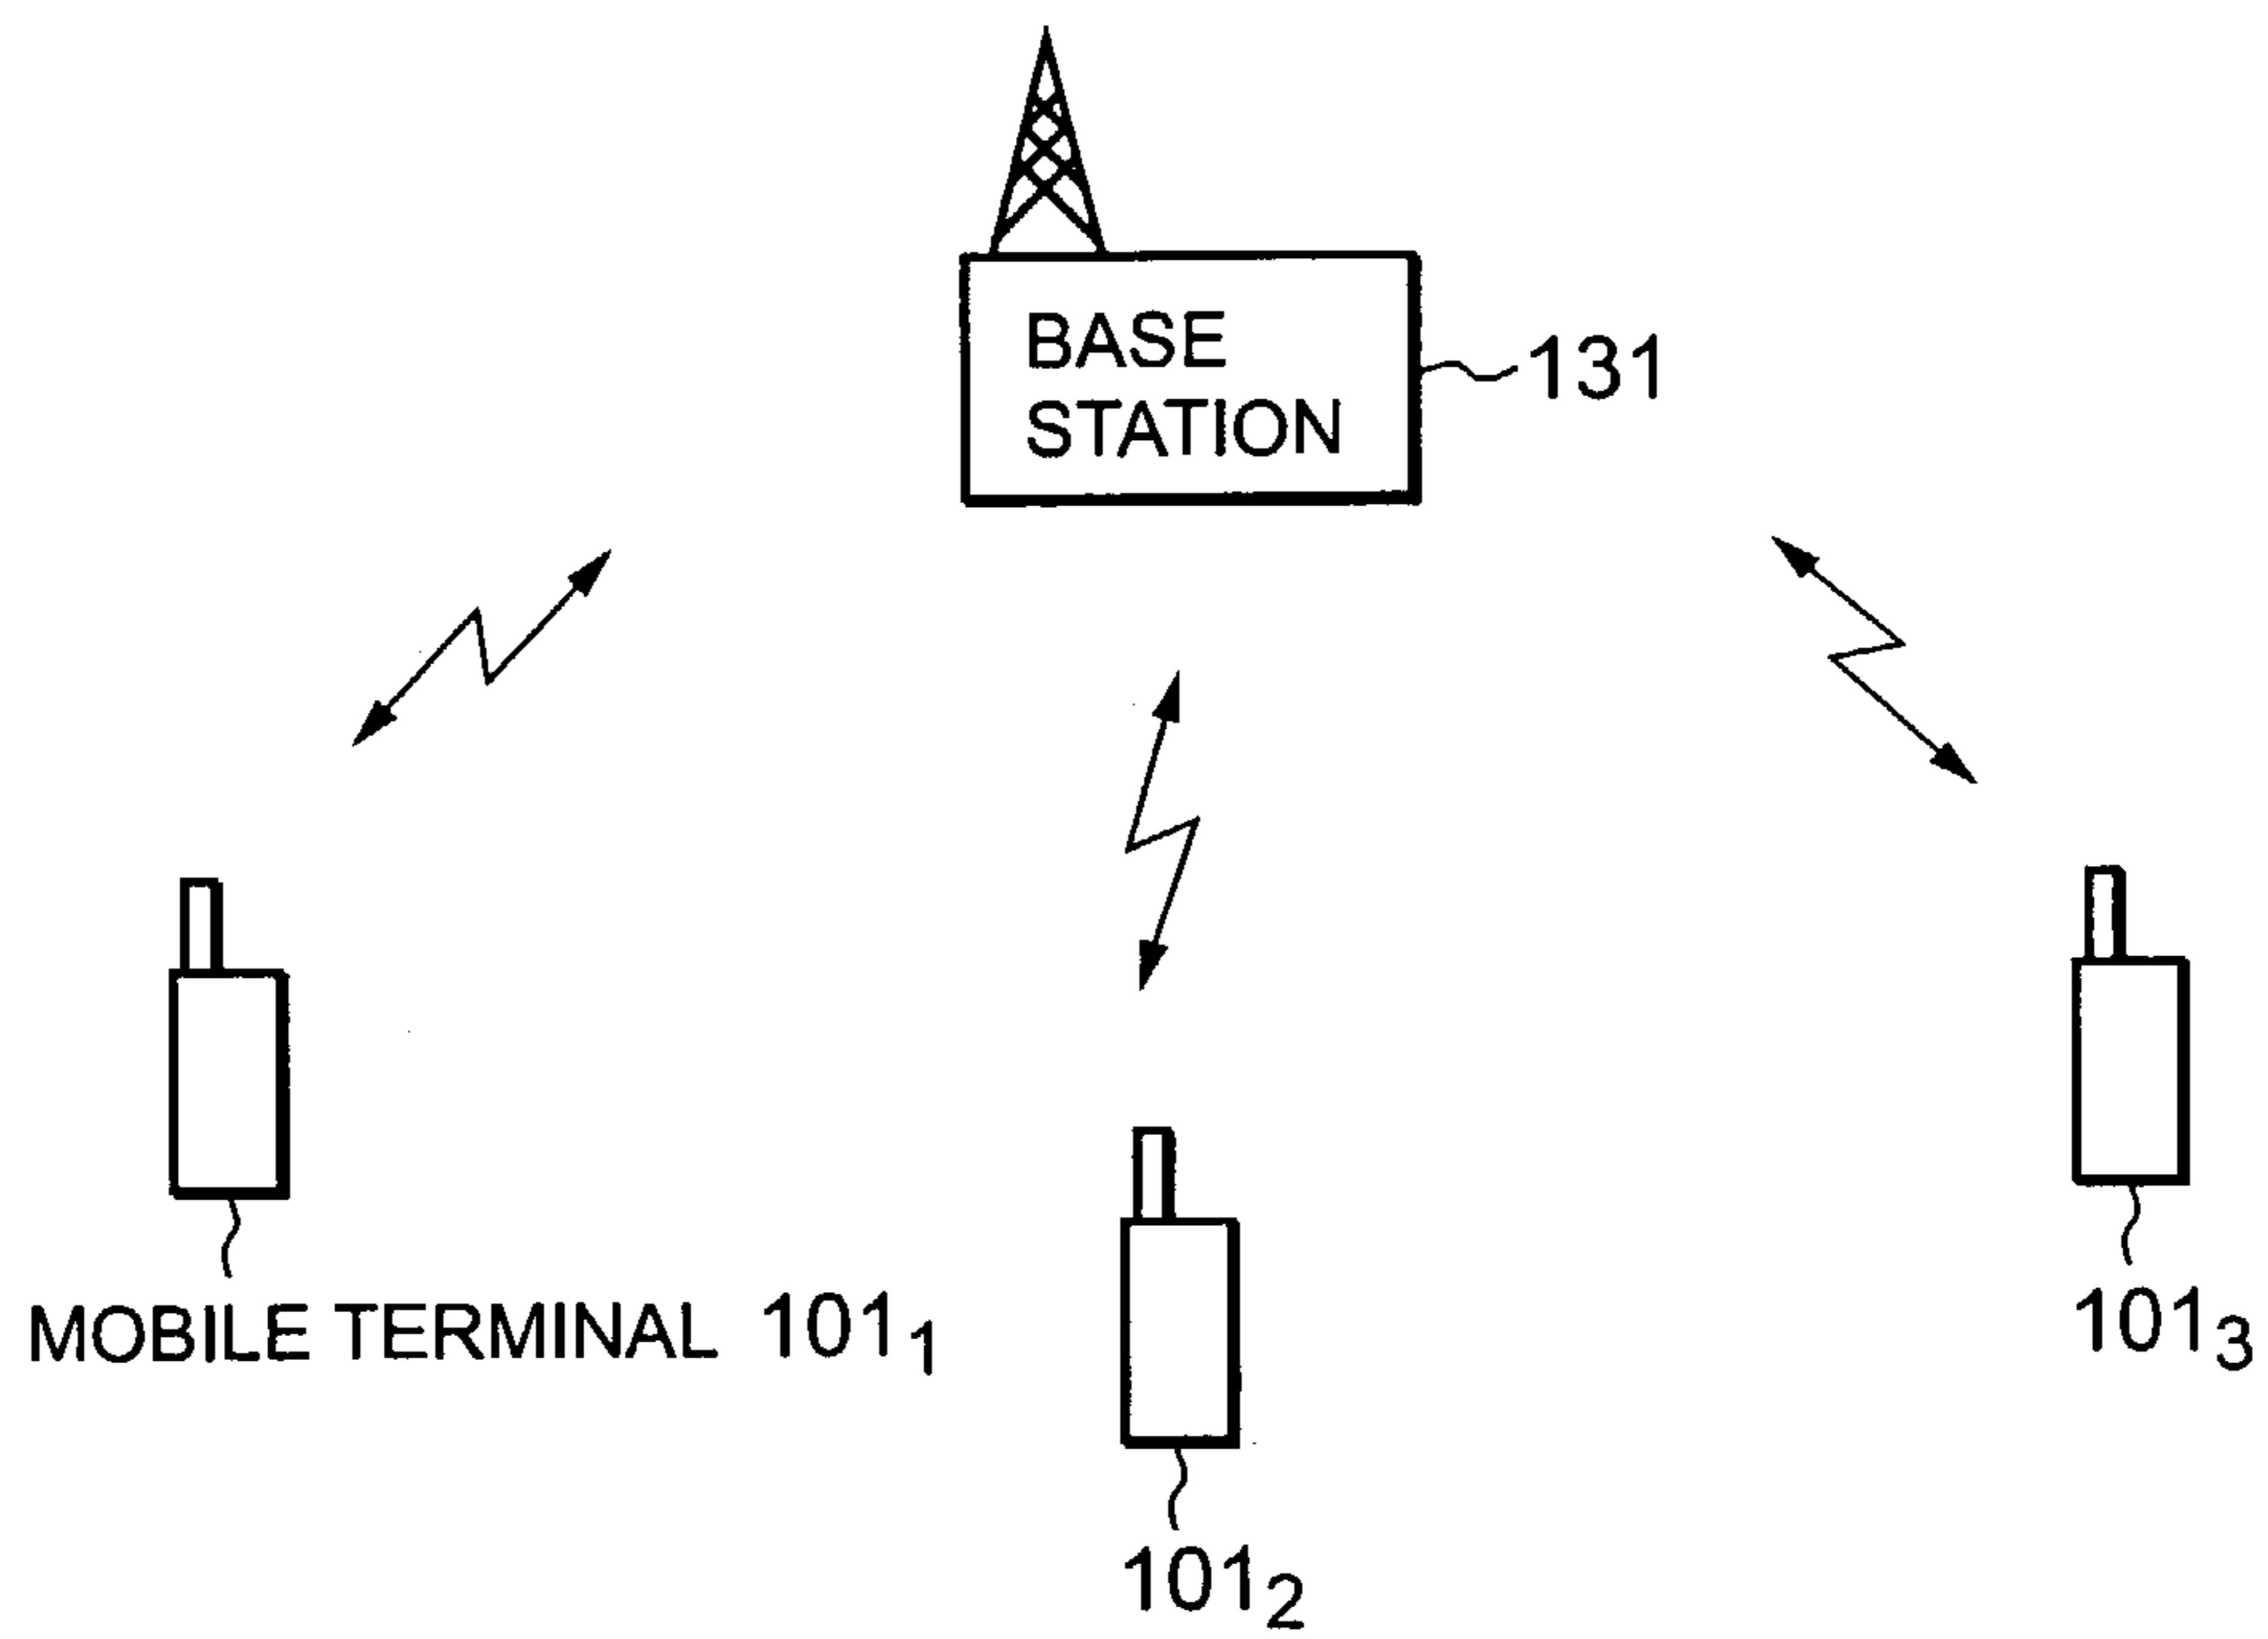 BASE
STATION
131
MOBILE TERMINAL 101₁
101₂
101₃